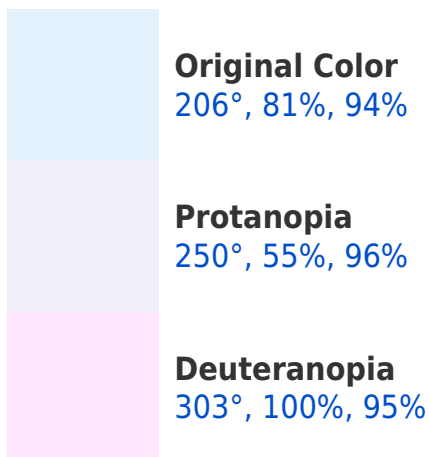 Original Color
206°, 81%, 94%
Protanopia
250°, 55%, 96%
Deuteranopia
303°, 100%, 95%